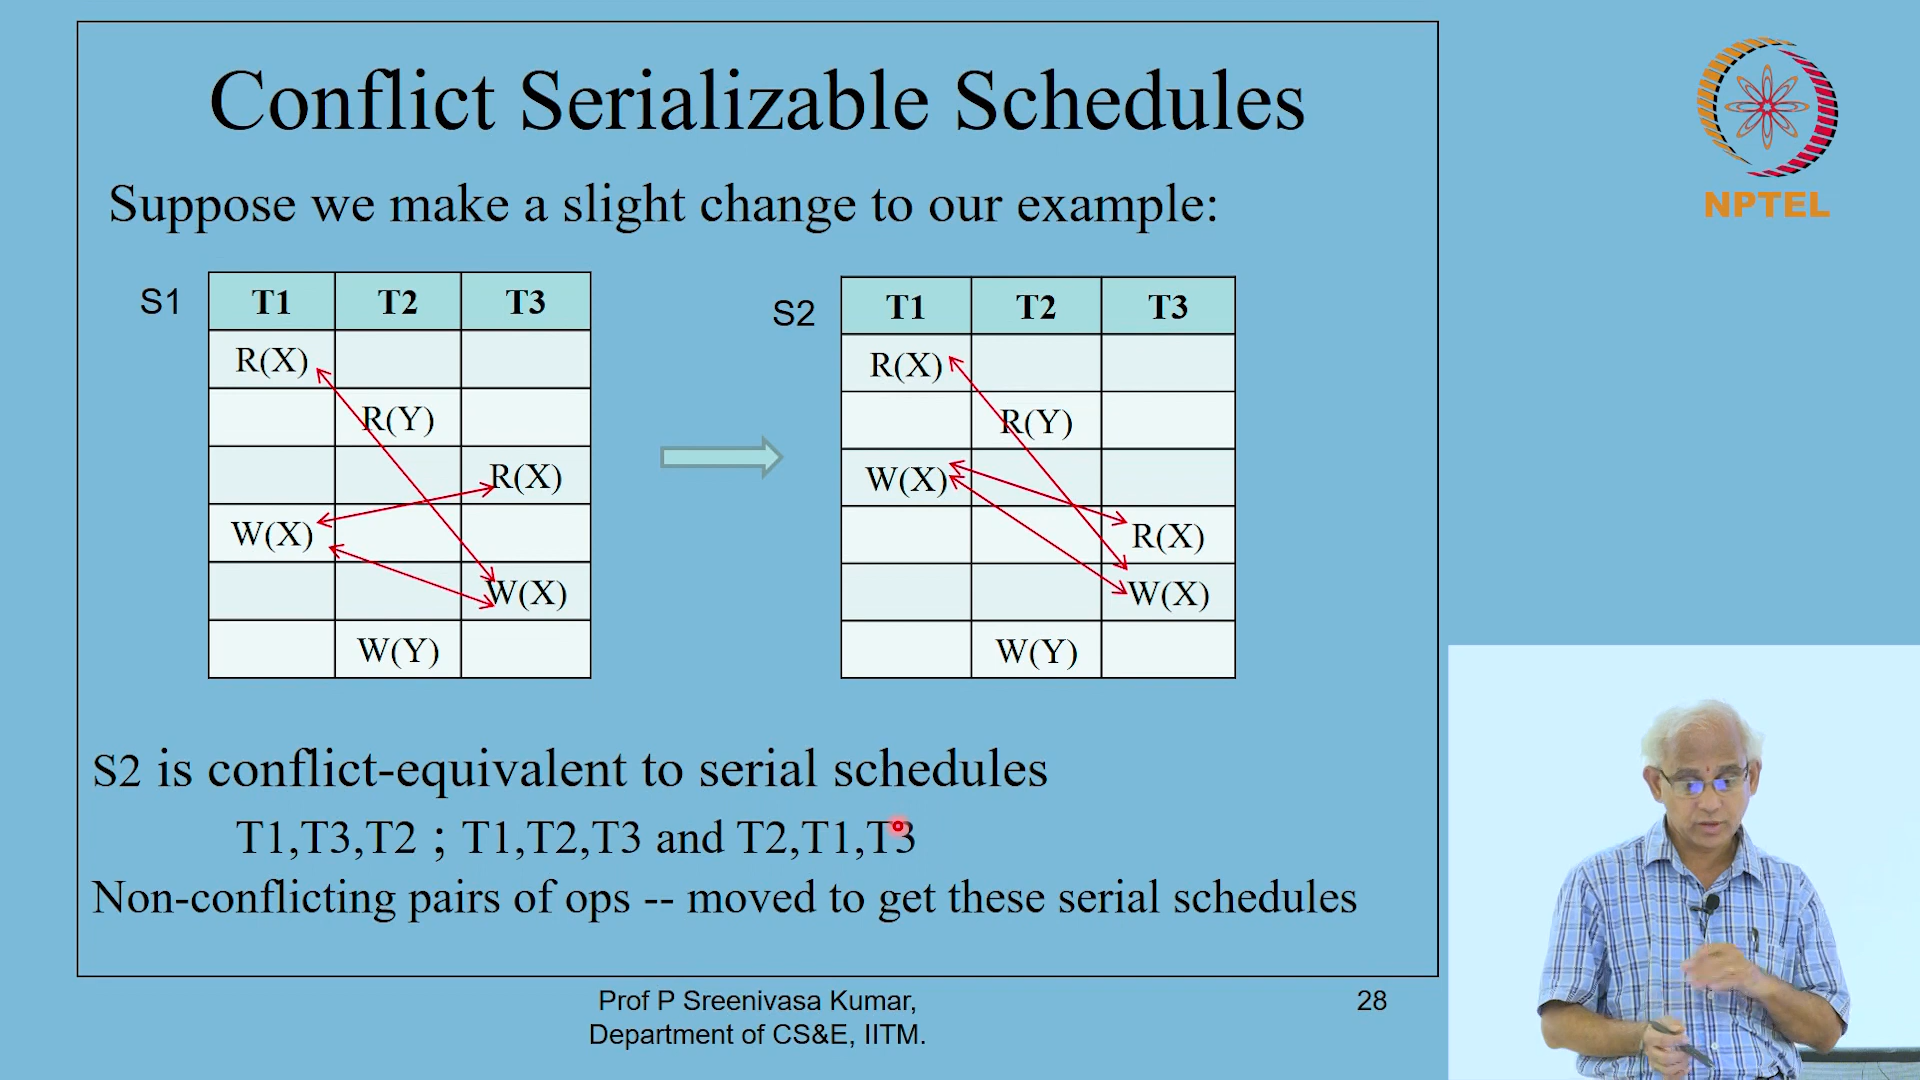 Conflict Serializable Schedules
Suppose we make a slight change to our example:
S1
T1 T2 T3
R(X)
R(Y)
R(X)
W(X)
W(X)
W(Y)
S2
T1 T2 T3
R(X)
R(Y)
W(X)
R(X)
W(X)
W(Y)
S2 is conflict-equivalent to serial schedules
T1,T3,T2 ; T1,T2,T3 and T2,T1,T3
Non-conflicting pairs of ops -- moved to get these serial schedules
Prof P Sreenivasa Kumar,
Department of CS&E, IITM.
28
NPTEL